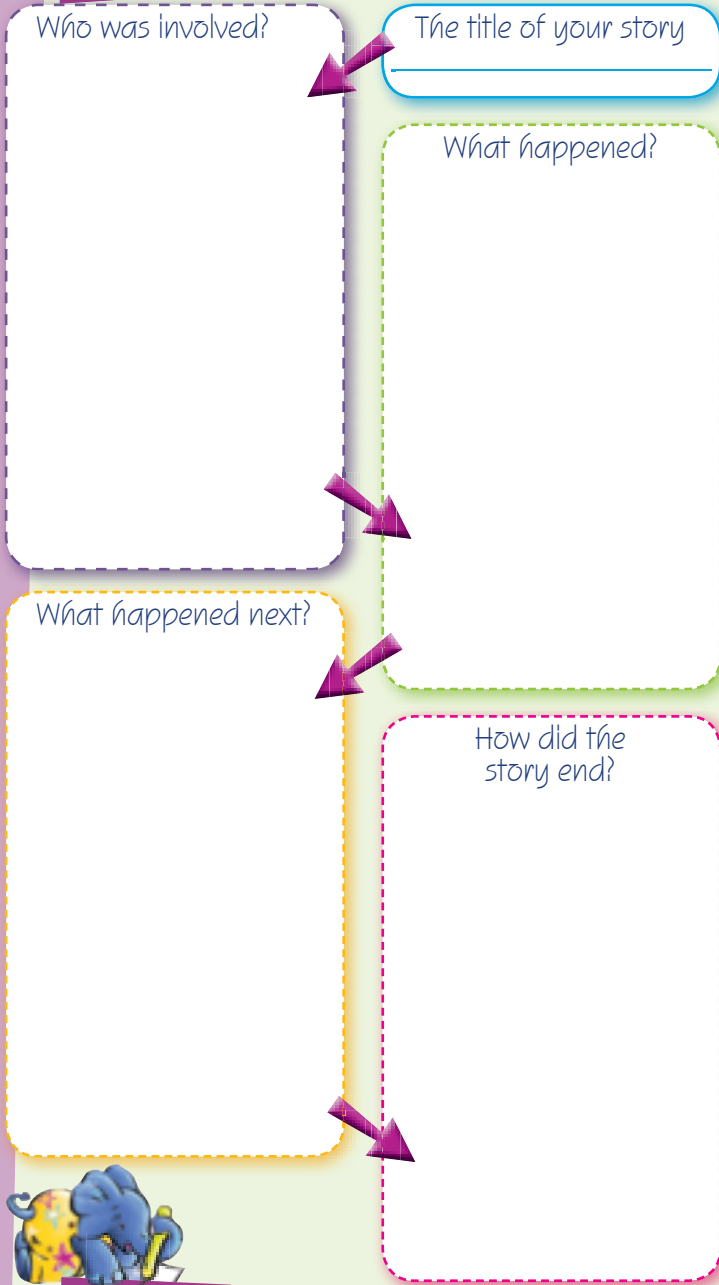 The title of your story
Who was involved?
What happened?
What happened next?
How did the
story end?